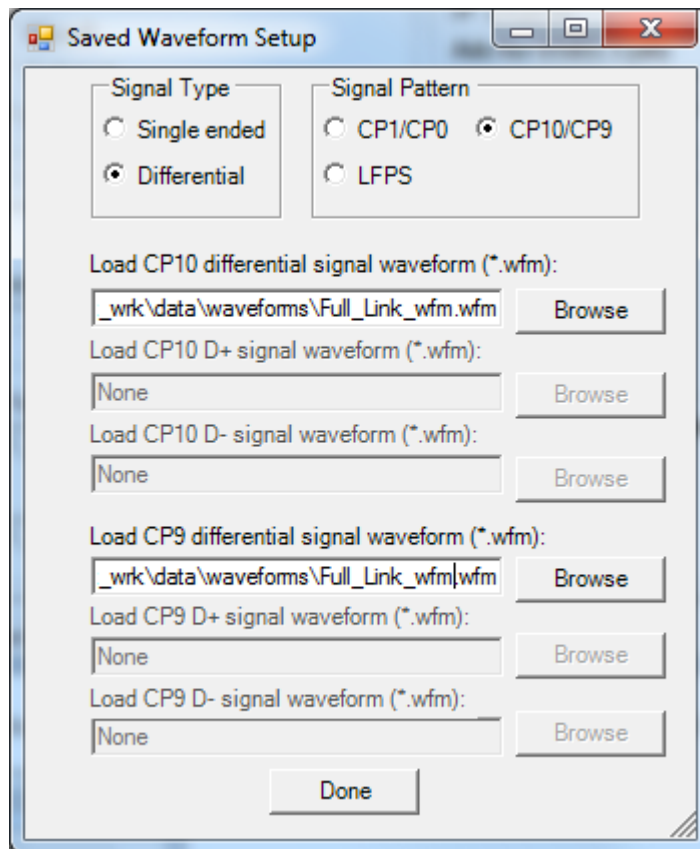 Saved Waveform Setup
Signal Type
Signal Pattern
Single ended
CP1/CP0
CP10/CP9
Differential
LFPS
Load CP10 differential signal waveform (*.wfm):
_wrk\data\waveforms\Full_Link_wfm.wfm
Browse
Load CP10 D+ signal waveform (*.wfm):
None
Browse
Load CP10 D- signal waveform (*.wfm):
None
Browse
Load CP9 differential signal waveform (*.wfm):
_wrk\data\waveforms\Full_Link_wfm.wfm
Browse
Load CP9 D+ signal waveform (*.wfm):
None
Browse
Load CP9 D- signal waveform (*.wfm):
None
Browse
Done